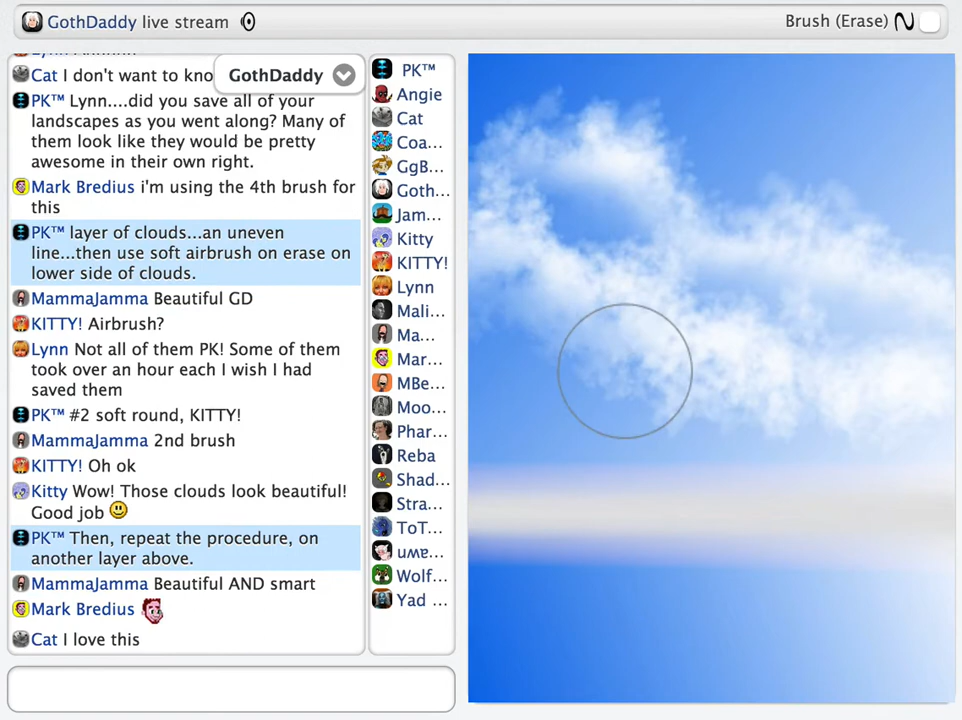 GothDaddy live stream
Brush (Erase)
Cat I don't want to kno
GothDaddy
PK™ Lynn....did you save all of your
landscapes as you went along? Many of
them look like they would be pretty
awesome in their own right.
Mark Bredius i'm using the 4th brush for
this
PK™ layer of clouds...an uneven
line...then use soft airbrush on erase on
lower side of clouds.
MammaJamma Beautiful GD
KITTY! Airbrush?
Lynn Not all of them PK! Some of them
took over an hour each I wish I had
saved them
PK™ #2 soft round, KITTY!
MammaJamma 2nd brush
KITTY! Oh ok
Kitty Wow! Those clouds look beautiful!
Good job
PK™ Then, repeat the procedure, on
another layer above.
MammaJamma Beautiful AND smart
Mark Bredius
Cat I love this
PK™
Angie
Cat
Coa...
GgB...
Goth...
Jam...
Kitty
KITTY!
Lynn
Mali...
Ma...
Mar...
MBe...
Moo...
Phar...
Reba
Shad...
Stra...
ToT...
Wolf...
Yad ...